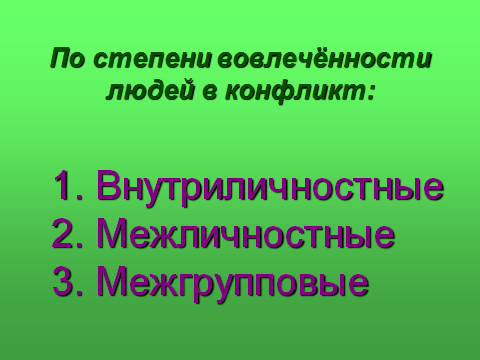 По степени вовлечённости
людей в конфликт:
1. Внутриличностные
2. Межличностные
3. Межгрупповые